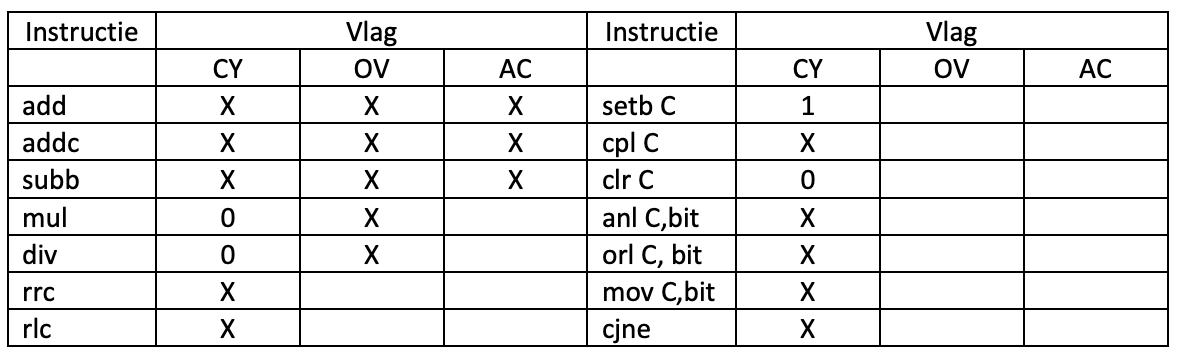 Instructie Vlag Instructie Vlag
CY OV AC CY OV AC
add X X X setb C 1
addc X X X cpl C X
subb X X X clr C 0
mul 0 X anl C,bit X
div 0 X orl C, bit X
rrc X mov C,bit X
rlc X cjne X